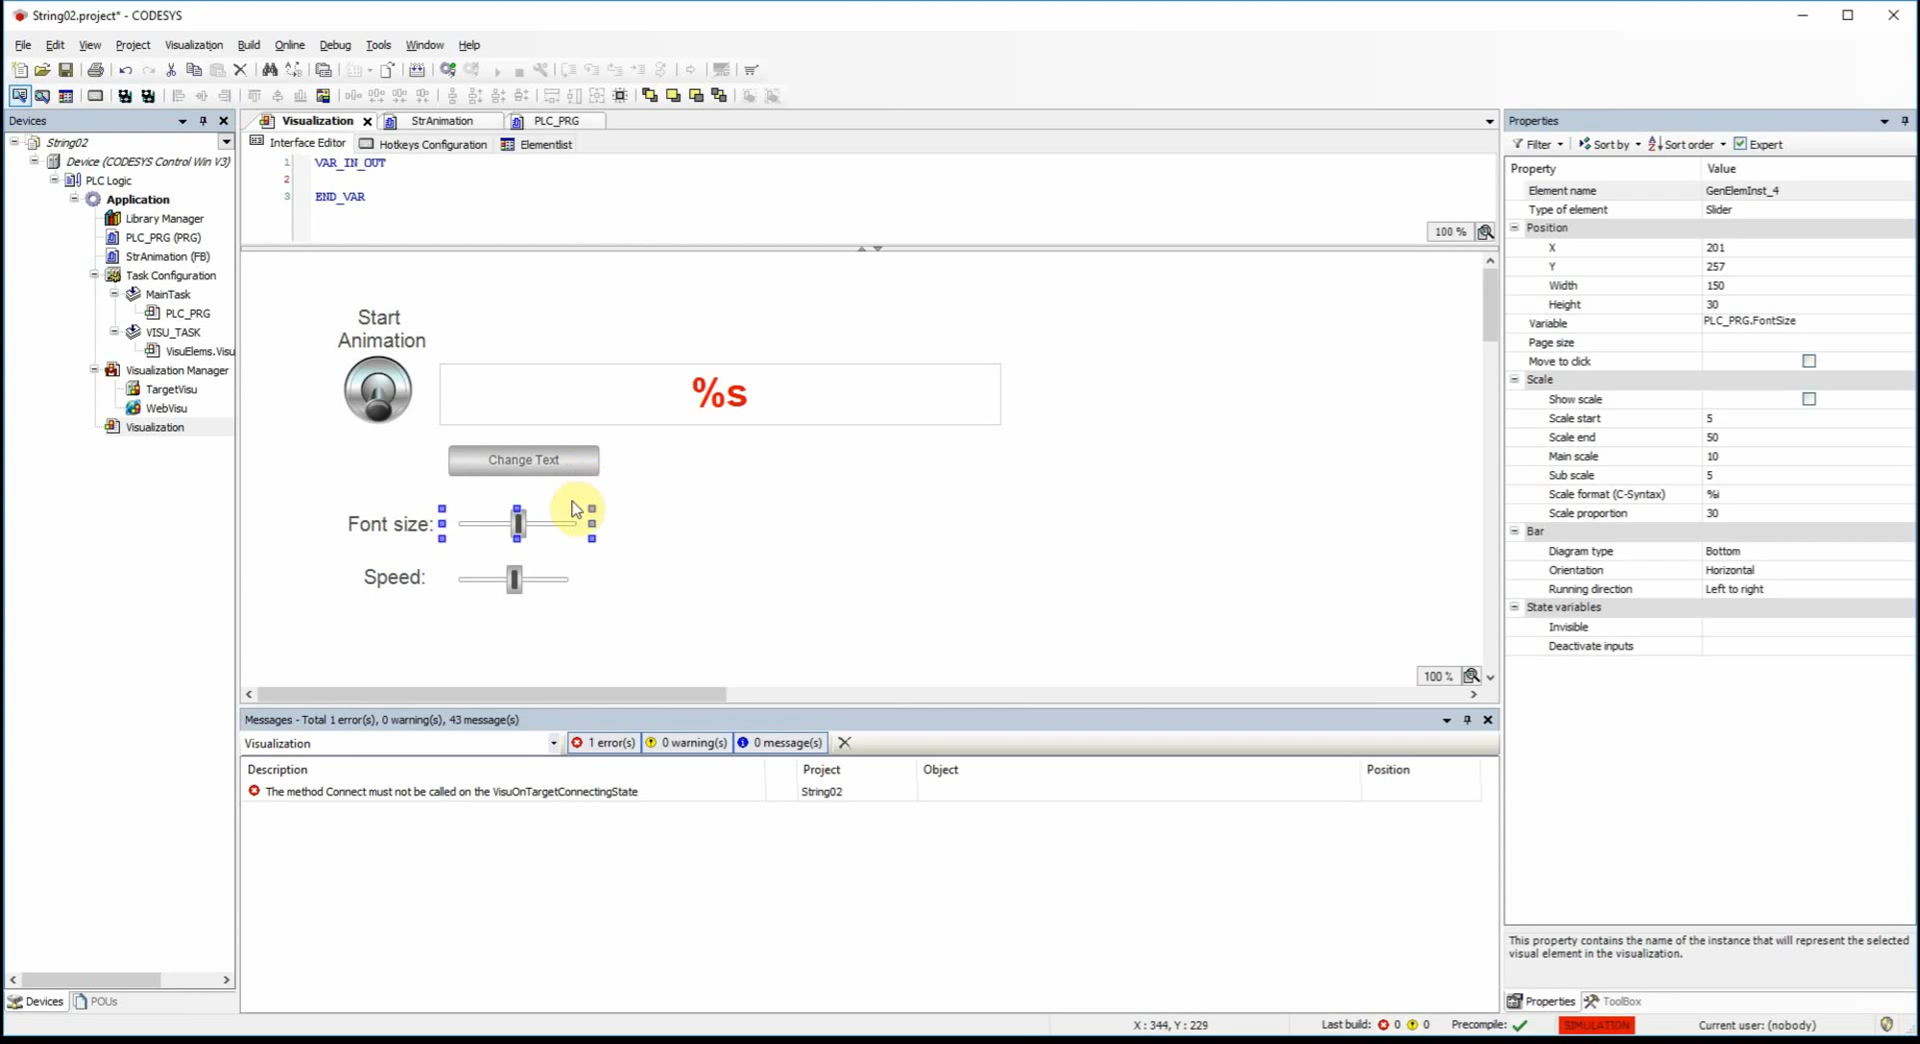 String02.project* - CODESYS
File Edit View Project Visualization Build Online Debug Tools Window Help
Devices
String02
Device (CODESYS Control Win V3)
PLC Logic
Application
Library Manager
PLC_PRG (PRG)
StrAnimation (FB)
Task Configuration
MainTask
PLC_PRG
VISU_TASK
VisuElems.Visu
Visualization Manager
TargetVisu
WebVisu
Visualization
Devices POUs
Visualization StrAnimation PLC_PRG
Interface Editor Hotkeys Configuration Elementlist
1 VAR_IN_OUT
2
3 END_VAR
100 %
Start
Animation
%s
Change Text
Font size:
Speed:
100 %
Messages - Total 1 error(s), 0 warning(s), 43 message(s)
Visualization 1 error(s) 0 warning(s) 0 message(s)
Description Project Object Position
The method Connect must not be called on the VisuOnTargetConnectingState String02
Properties
Filter Sort by Sort order Expert
Property Value
Element name GenElemInst_4
Type of element Slider
Position
X 201
Y 257
Width 150
Height 30
Variable PLC_PRG.FontSize
Page size
Move to click
Scale
Show scale
Scale start 5
Scale end 50
Main scale 10
Sub scale 5
Scale format (C-Syntax) %i
Scale proportion 30
Bar
Diagram type Bottom
Orientation Horizontal
Running direction Left to right
State variables
Invisible
Deactivate inputs
This property contains the name of the instance that will represent the selected
visual element in the visualization.
Properties ToolBox
X : 344, Y : 229 Last build: 0 0 Precompile: SIMULATION Current user: (nobody)